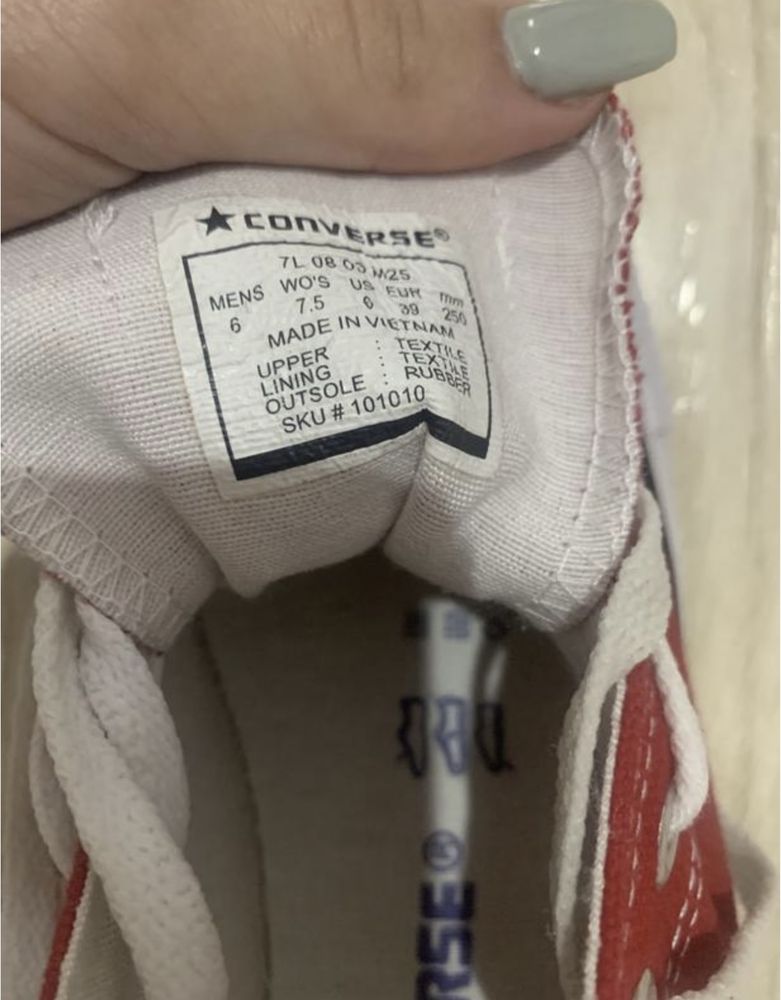 ★CONVERSE®
7L 08 03 M25
MENS WO'S US EUR mm
6 7.5 6 39 250
MADE IN VIETNAM
UPPER : TEXTILE
LINING : TEXTILE
OUTSOLE : RUBBER
SKU # 101010
RSE®